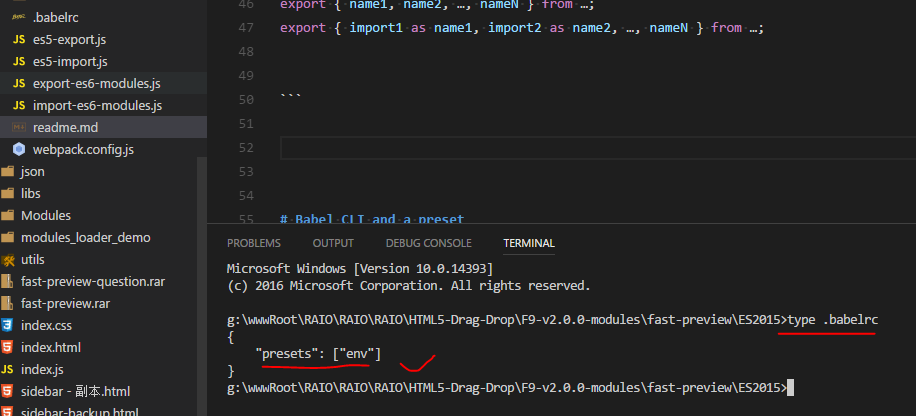 .babelrc
es5-export.js
es5-import.js
export-es6-modules.js
import-es6-modules.js
readme.md
webpack.config.js
json
libs
Modules
modules_loader_demo
utils
fast-preview-question.rar
fast-preview.rar
index.css
index.html
index.js
sidebar - 副本.html
sidebar-backup.html
46 export { name1, name2, …, nameN } from …;
47 export { import1 as name1, import2 as name2, …, nameN } from …;
48
49
50 ```
51
52
53
54
55 # Babel CLI and a preset
PROBLEMS OUTPUT DEBUG CONSOLE TERMINAL
Microsoft Windows [Version 10.0.14393]
(c) 2016 Microsoft Corporation. All rights reserved.
g:\wwwRoot\RAIO\RAIO\RAIO\HTML5-Drag-Drop\F9-v2.0.0-modules\fast-preview\ES2015>type .babelrc
{
"presets": ["env"]
}
g:\wwwRoot\RAIO\RAIO\RAIO\HTML5-Drag-Drop\F9-v2.0.0-modules\fast-preview\ES2015>